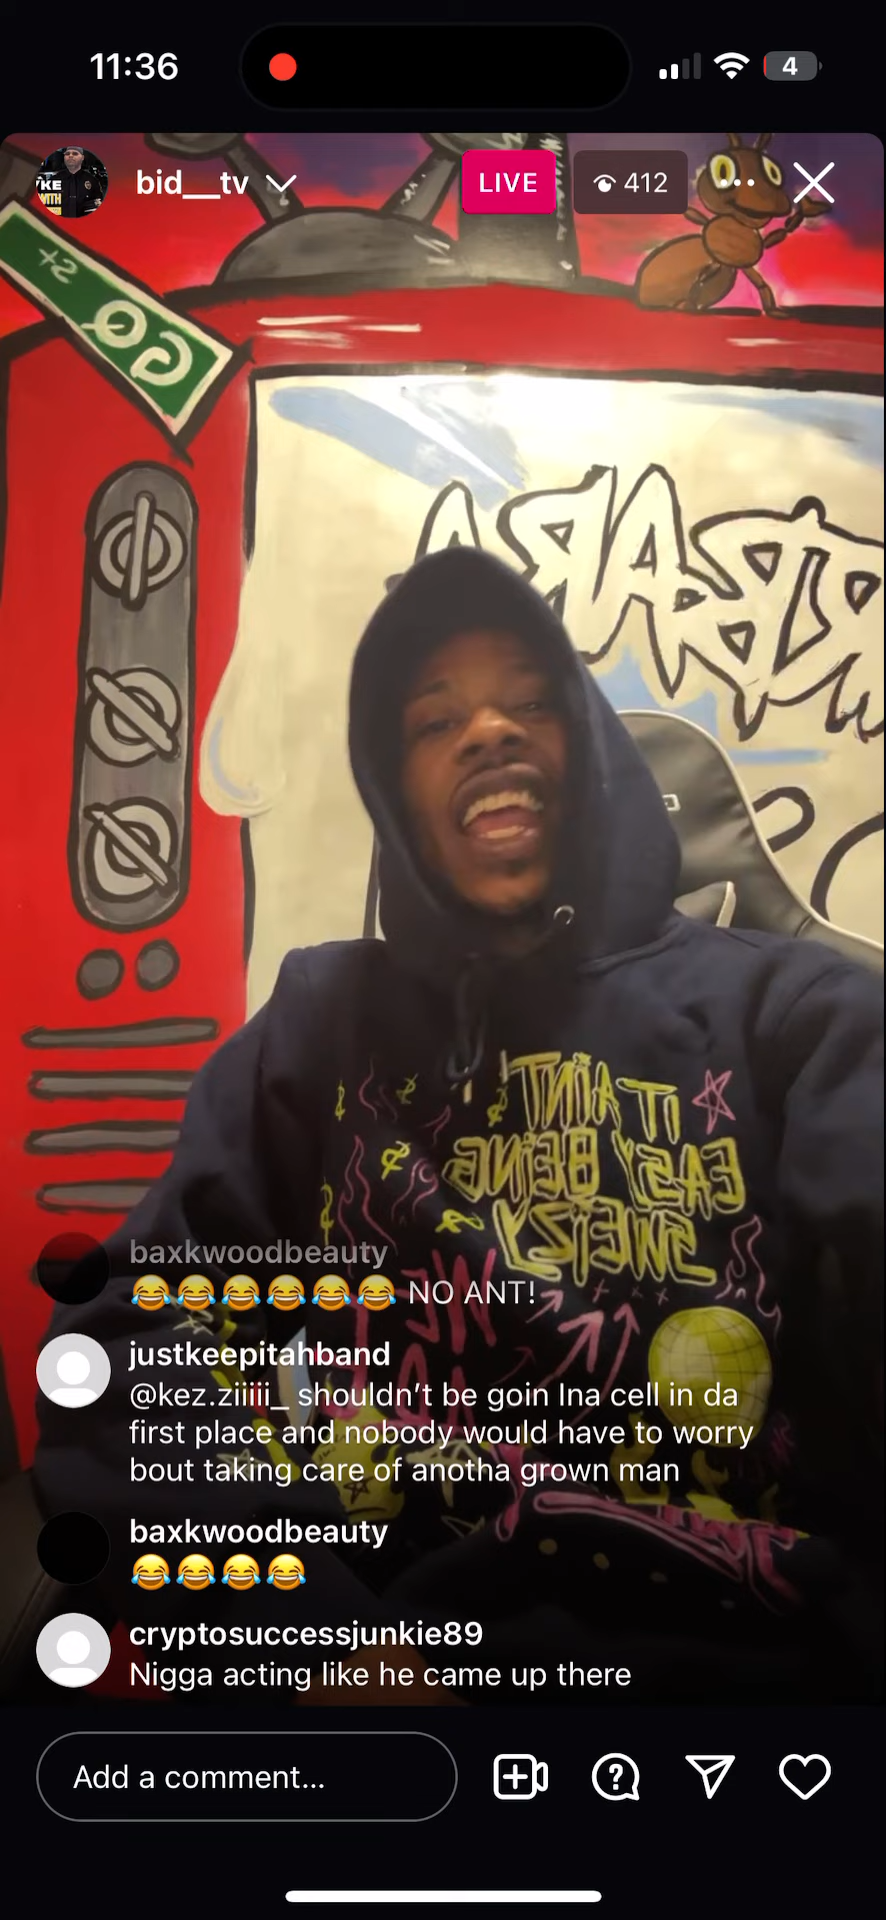 11:36
4
YKE
WITH
bid__tv
LIVE
412
GO
IT AiNT
EASY BEiNG
SWEiZY
baxkwoodbeauty
😂😂😂😂😂😂 NO ANT!
justkeepitahband
@kez.ziiiii_ shouldn't be goin Ina cell in da
first place and nobody would have to worry
bout taking care of anotha grown man
baxkwoodbeauty
😂😂😂😂
cryptosuccessjunkie89
Nigga acting like he came up there
Add a comment...